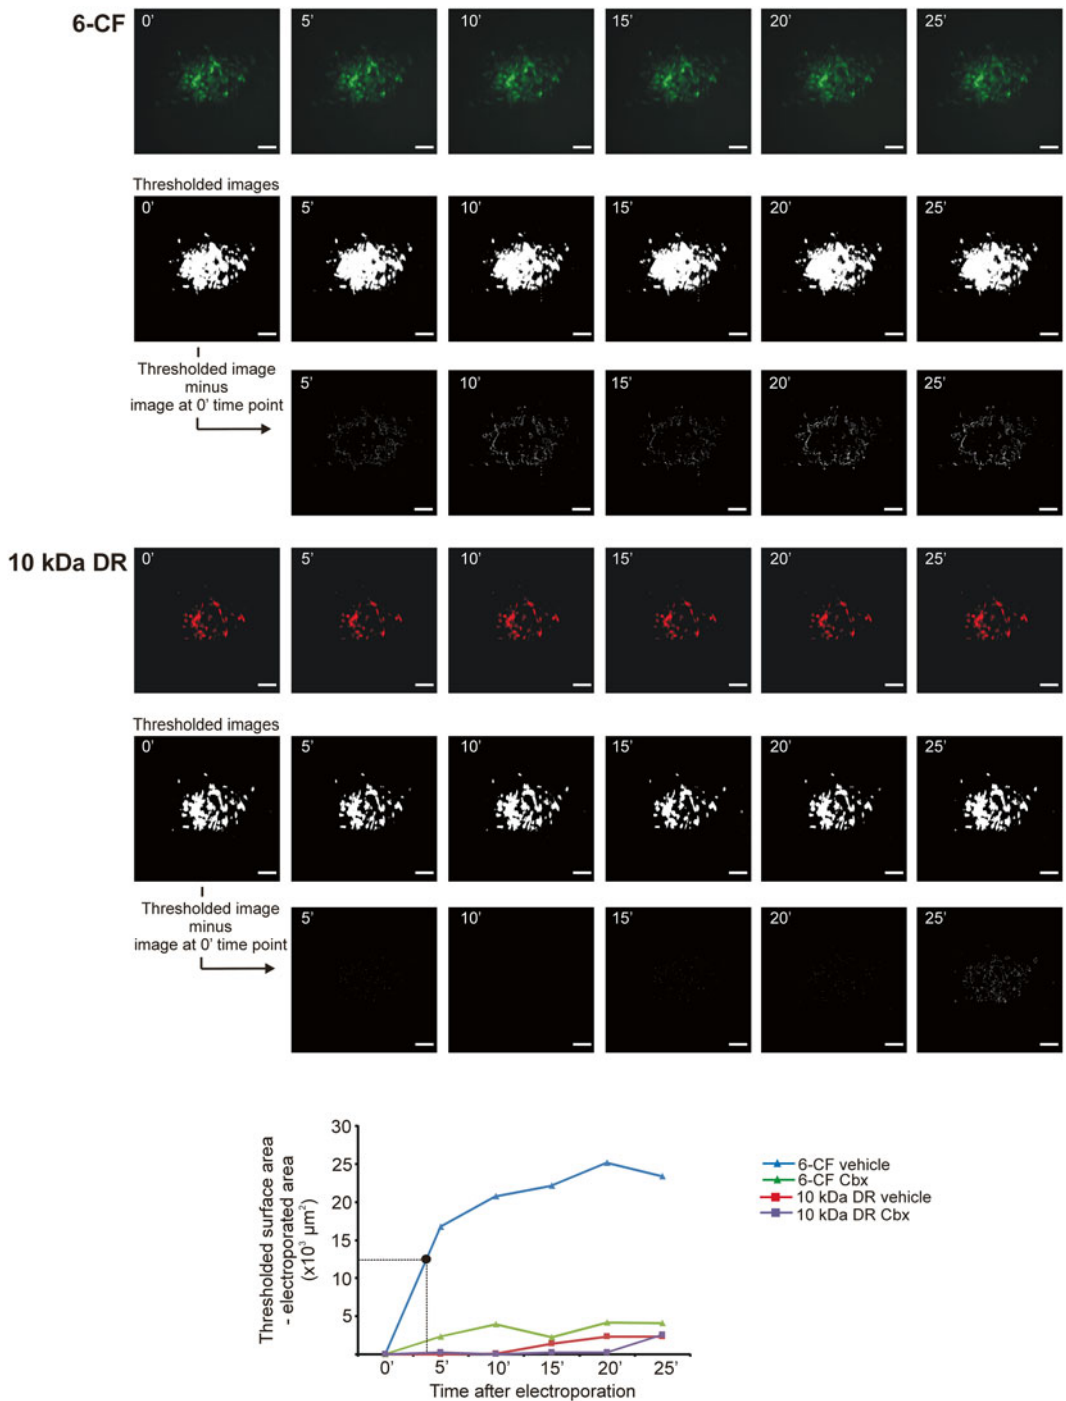 6-CF
0' 5' 10' 15' 20' 25'
Thresholded images
0' 5' 10' 15' 20' 25'
Thresholded image
minus
image at 0' time point
5' 10' 15' 20' 25'
10 kDa DR
0' 5' 10' 15' 20' 25'
Thresholded images
0' 5' 10' 15' 20' 25'
Thresholded image
minus
image at 0' time point
5' 10' 15' 20' 25'
Thresholded surface area
- electroporated area
(x10³ µm²)
30
25
20
15
10
5
0' 5' 10' 15' 20' 25'
Time after electroporation
6-CF vehicle
6-CF Cbx
10 kDa DR vehicle
10 kDa DR Cbx